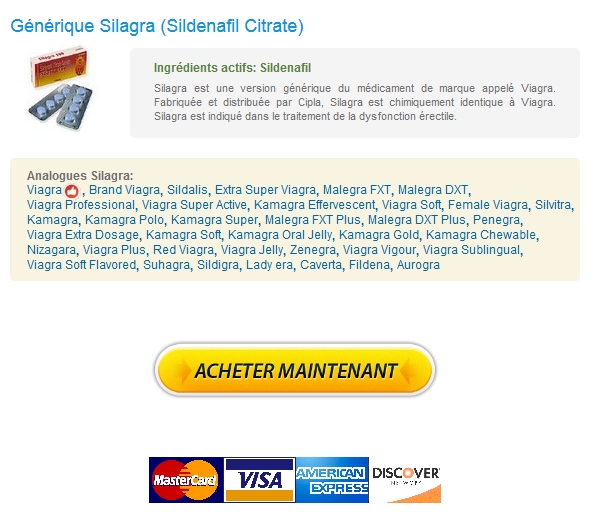 Générique Silagra (Sildenafil Citrate)
Ingrédients actifs: Sildenafil
Silagra est une version générique du médicament de marque appelé Viagra.
Fabriquée et distribuée par Cipla, Silagra est chimiquement identique à Viagra.
Silagra est indiqué dans le traitement de la dysfonction érectile.
Analogues Silagra:
Viagra , Brand Viagra, Sildalis, Extra Super Viagra, Malegra FXT, Malegra DXT,
Viagra Professional, Viagra Super Active, Kamagra Effervescent, Viagra Soft, Female Viagra, Silvitra,
Kamagra, Kamagra Polo, Kamagra Super, Malegra FXT Plus, Malegra DXT Plus, Penegra,
Viagra Extra Dosage, Kamagra Soft, Kamagra Oral Jelly, Kamagra Gold, Kamagra Chewable,
Nizagara, Viagra Plus, Red Viagra, Viagra Jelly, Zenegra, Viagra Vigour, Viagra Sublingual,
Viagra Soft Flavored, Suhagra, Sildigra, Lady era, Caverta, Fildena, Aurogra
ACHETER MAINTENANT
MasterCard
VISA
AMERICAN
EXPRESS
DISCOVER
NETWORK